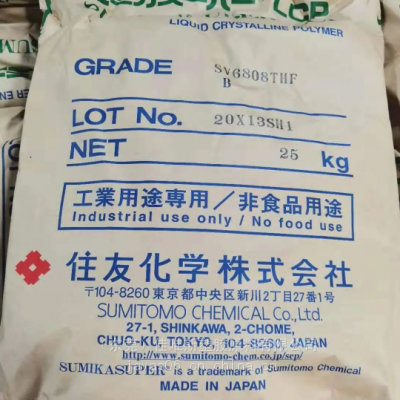 LCP
LIQUID CRYSTALLINE POLYMER
GRADE SV6808THF
B
LOT No. 20X13SH1
NET 25 kg
工業用途専用/非食品用途
Industrial use only / No food use
住友化学株式会社
〒104-8260 東京都中央区新川2丁目27番1号
SUMITOMO CHEMICAL Co.,Ltd.
27-1, SHINKAWA, 2-CHOME,
CHUO-KU, TOKYO, 104-8260, JAPAN
http://www.sumitomo-chem.co.jp/sep/
SUMIKASUPER is a trademark of Sumitomo Chemical
MADE IN JAPAN